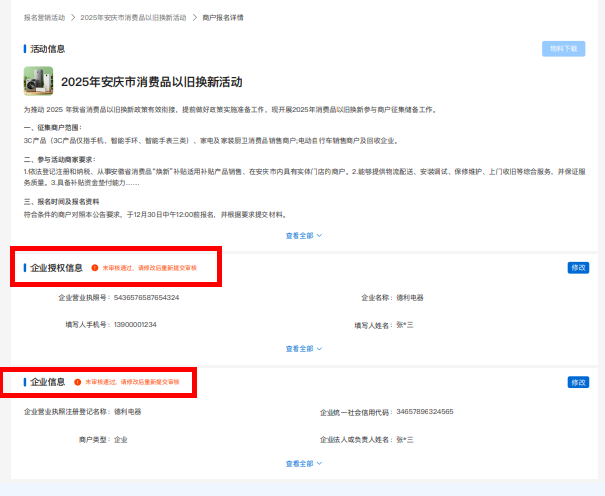 报名营销活动 > 2025年安庆市消费品以旧换新活动 > 商户报名详情
活动信息
物料下载
2025年安庆市消费品以旧换新活动
为推动 2025 年我省消费品以旧换新政策有效衔接，提前做好政策实施准备工作，现开展2025年消费品以旧换新参与商户征集储备工作。
一、征集商户范围：
3C产品（3C产品仅指手机、智能手环、智能手表三类）、家电及家装厨卫消费品销售商户;电动自行车销售商户及回收企业。
二、参与活动商家要求：
1.依法登记注册和纳税、从事安徽省消费品“焕新”补贴适用补贴产品销售、在安庆市内具有实体门店的商户。2.能够提供物流配送、安装调试、保修维护、上门收旧等综合服务、并保证服
务质量。3.具备补贴资金垫付能力……
三、报名时间及报名资料
符合条件的商户对照本公告要求，于12月30日中午12:00前报名，并根据要求提交材料。
查看全部
企业授权信息 未审核通过，请修改后重新提交审核
修改
企业营业执照号：5436576587654324
企业名称：德利电器
填写人手机号：13900001234
填写人姓名：张*三
查看全部
企业信息 未审核通过，请修改后重新提交审核
修改
企业营业执照注册登记名称：德利电器
企业统一社会信用代码：34657896324565
商户类型：企业
企业法人或负责人姓名：张*三
查看全部